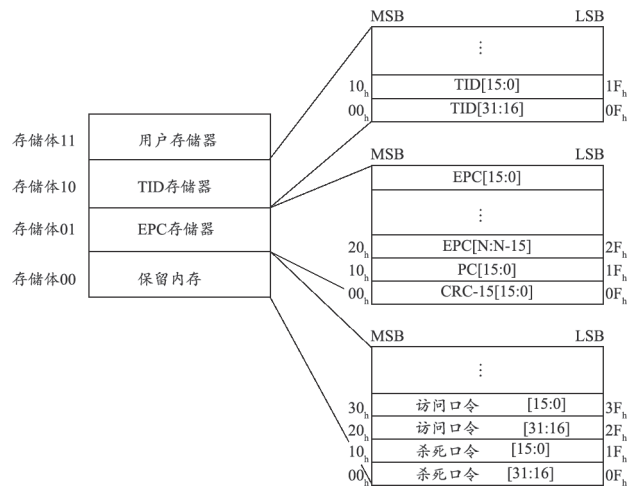 MSB LSB
⋮
10h TID[15:0] 1Fh
00h TID[31:16] 0Fh
存储体11 用户存储器
存储体10 TID存储器
存储体01 EPC存储器
存储体00 保留内存
MSB LSB
EPC[15:0]
⋮
20h EPC[N:N-15] 2Fh
10h PC[15:0] 1Fh
00h CRC-15[15:0] 0Fh
MSB LSB
⋮
30h 访问口令 [15:0] 3Fh
20h 访问口令 [31:16] 2Fh
10h 杀死口令 [15:0] 1Fh
00h 杀死口令 [31:16] 0Fh